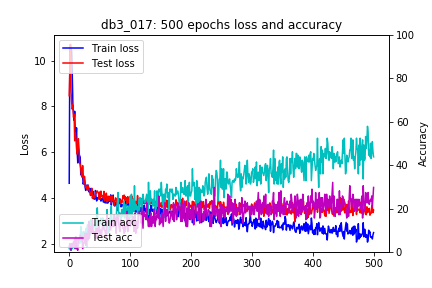 db3_017: 500 epochs loss and accuracy
Train loss
Test loss
Train acc
Test acc
Loss
10
8
6
4
2
Accuracy
100
80
60
40
20
0
0
100
200
300
400
500